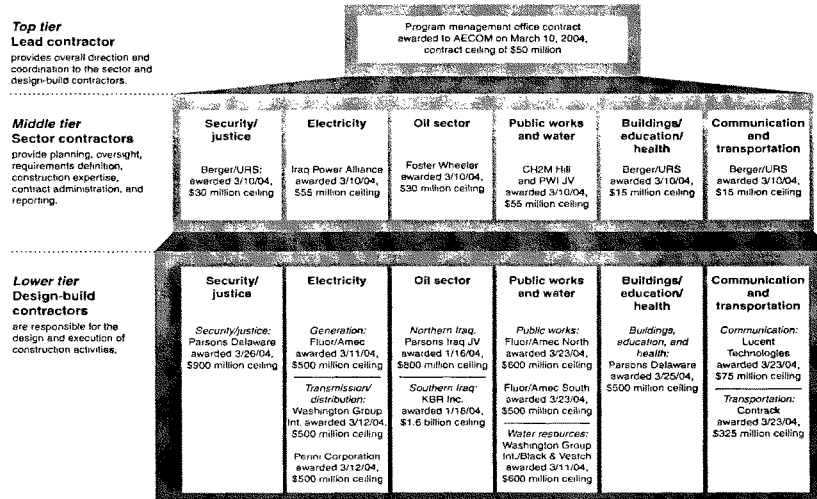 Top tier
Lead contractor
provides overall direction and
coordination to the sector and
design-build contractors.
Program management office contract
awarded to AECOM on March 10, 2004,
contract ceiling of $50 million
Middle tier
Sector contractors
provide planning, oversight,
requirements definition,
construction expertise,
contract administration, and
reporting.
Security/
justice
Berger/URS:
awarded 3/10/04,
$30 million ceiling
Electricity
Iraq Power Alliance
awarded 3/10/04,
$55 million ceiling
Oil sector
Foster Wheeler
awarded 3/10/04,
$30 million ceiling
Public works
and water
CH2M Hill
and PWI JV
awarded 3/10/04,
$55 million ceiling
Buildings/
education/
health
Berger/URS
awarded 3/10/04,
$15 million ceiling
Communication
and
transportation
Berger/URS
awarded 3/10/04,
$15 million ceiling
Lower tier
Design-build
contractors
are responsible for the
design and execution of
construction activities.
Security/
justice
Security/justice:
Parsons Delaware
awarded 3/26/04,
$900 million ceiling
Electricity
Generation:
Fluor/Amec
awarded 3/11/04,
$500 million ceiling
Transmission/
distribution:
Washington Group
Int. awarded 3/12/04,
$500 million ceiling
Perini Corporation
awarded 3/12/04,
$500 million ceiling
Oil sector
Northern Iraq:
Parsons Iraq JV
awarded 1/16/04,
$800 million ceiling
Southern Iraq:
KBR Inc.
awarded 1/16/04,
$1.6 billion ceiling
Public works
and water
Public works:
Fluor/Amec North
awarded 3/23/04,
$600 million ceiling
Fluor/Amec South
awarded 3/23/04,
$500 million ceiling
Water resources:
Washington Group
Int./Black & Veatch
awarded 3/11/04,
$600 million ceiling
Buildings/
education/
health
Buildings,
education, and
health:
Parsons Delaware
awarded 3/25/04,
$500 million ceiling
Communication
and
transportation
Communication:
Lucent
Technologies
awarded 3/23/04,
$75 million ceiling
Transportation:
Contrack
awarded 3/23/04,
$325 million ceiling